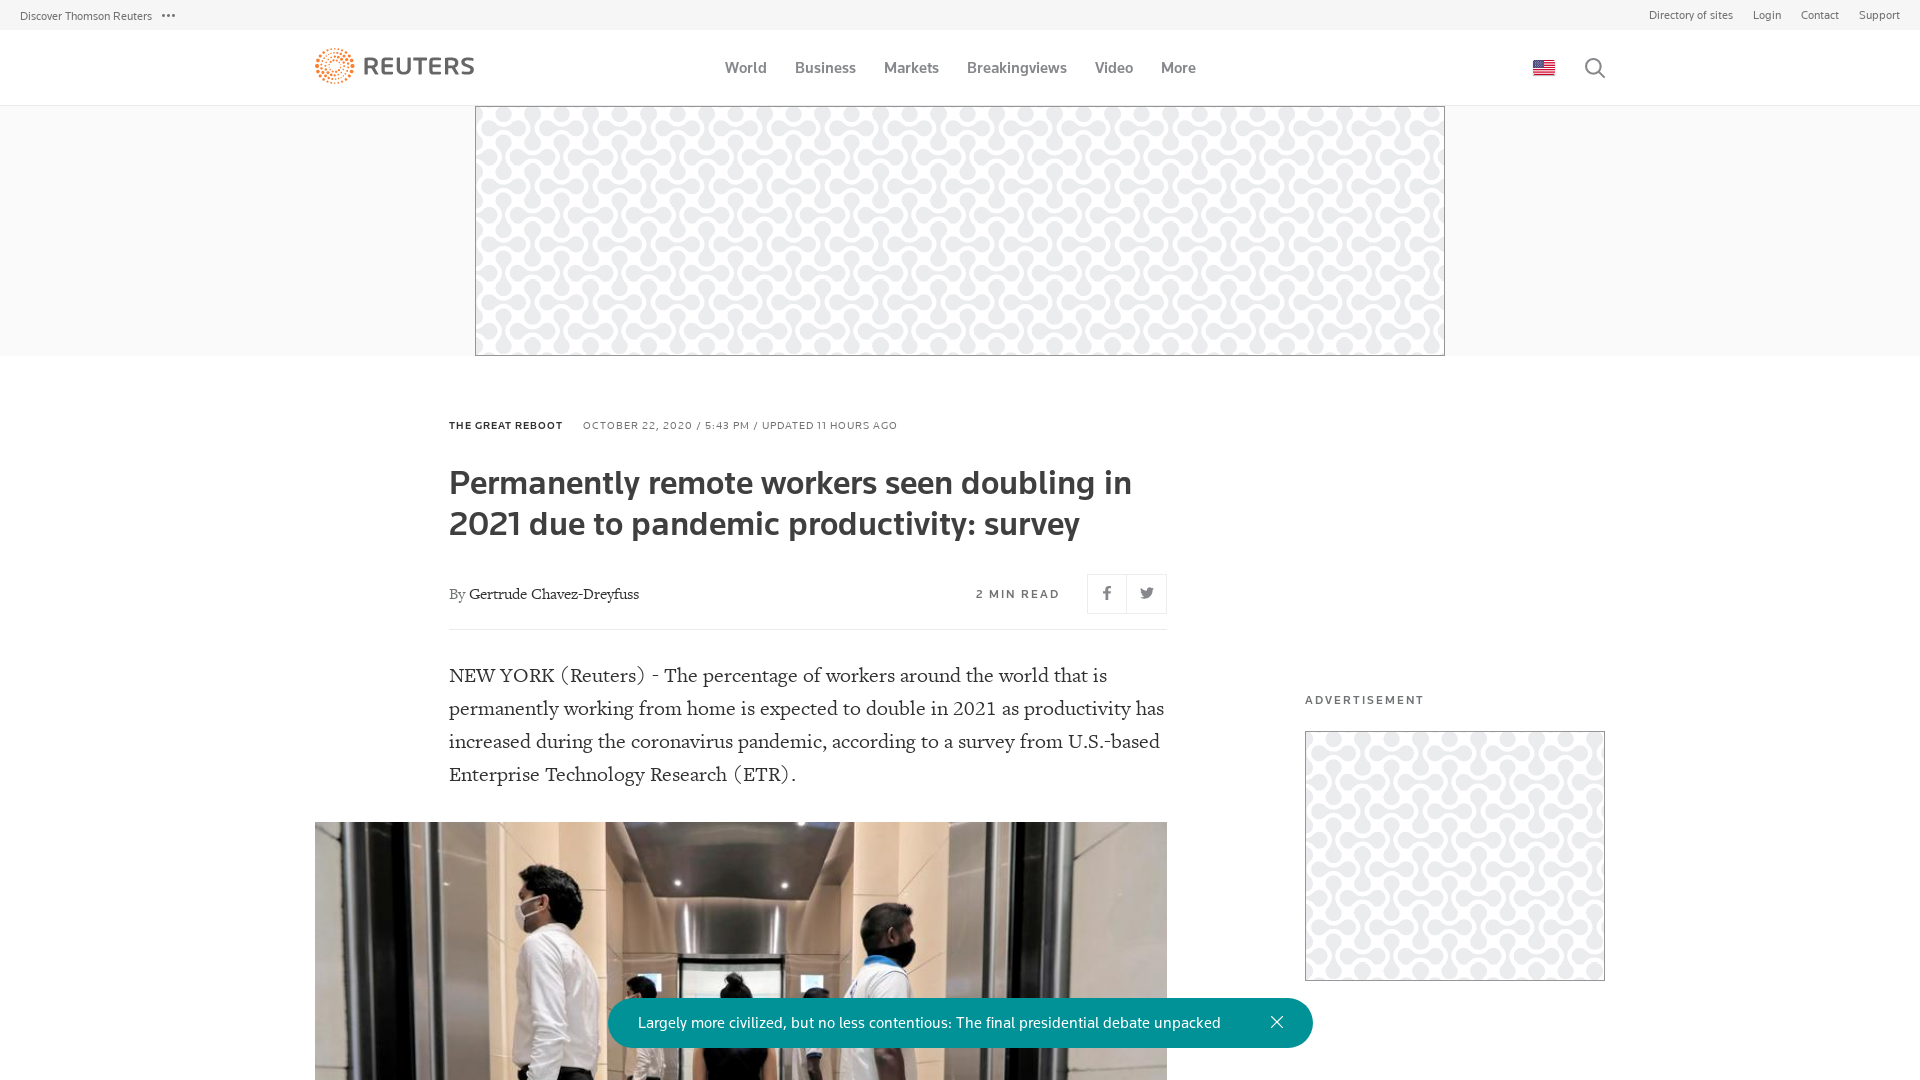 Discover Thomson Reuters
Directory of sites Login Contact Support
REUTERS
World Business Markets Breakingviews Video More
THE GREAT REBOOT OCTOBER 22, 2020 / 5:43 PM / UPDATED 11 HOURS AGO
Permanently remote workers seen doubling in
2021 due to pandemic productivity: survey
By Gertrude Chavez-Dreyfuss
2 MIN READ
NEW YORK (Reuters) - The percentage of workers around the world that is
permanently working from home is expected to double in 2021 as productivity has
increased during the coronavirus pandemic, according to a survey from U.S.-based
Enterprise Technology Research (ETR).
ADVERTISEMENT
Largely more civilized, but no less contentious: The final presidential debate unpacked